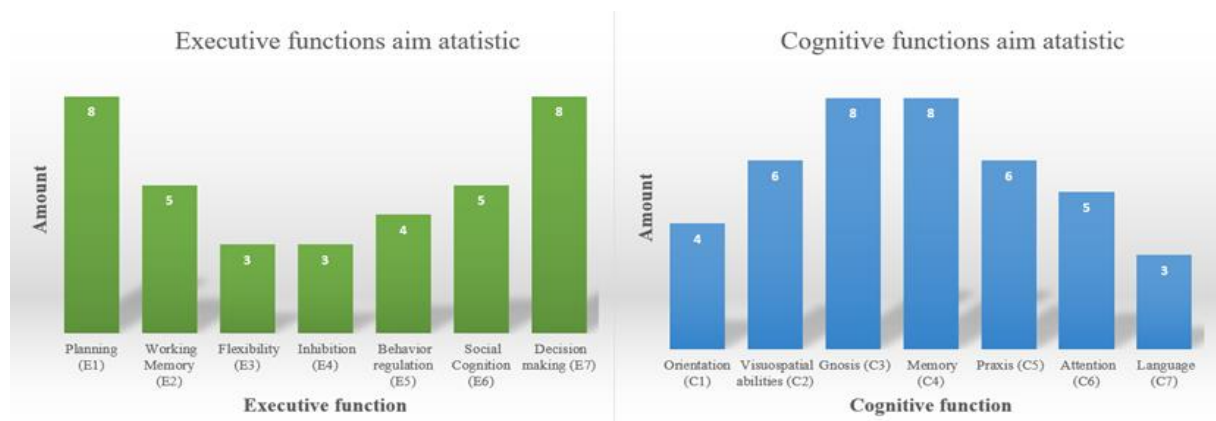 Executive functions aim atatistic
Amount
8
5
3
3
4
5
8
Planning
(E1)
Working
Memory
(E2)
Flexibility
(E3)
Inhibition
(E4)
Behavior
regulation
(E5)
Social
Cognition
(E6)
Decision
making (E7)
Executive function
Cognitive functions aim atatistic
Amount
4
6
8
8
6
5
3
Orientation
(C1)
Visuospatial
abilities (C2)
Gnosis (C3)
Memory
(C4)
Praxis (C5)
Attention
(C6)
Language
(C7)
Cognitive function